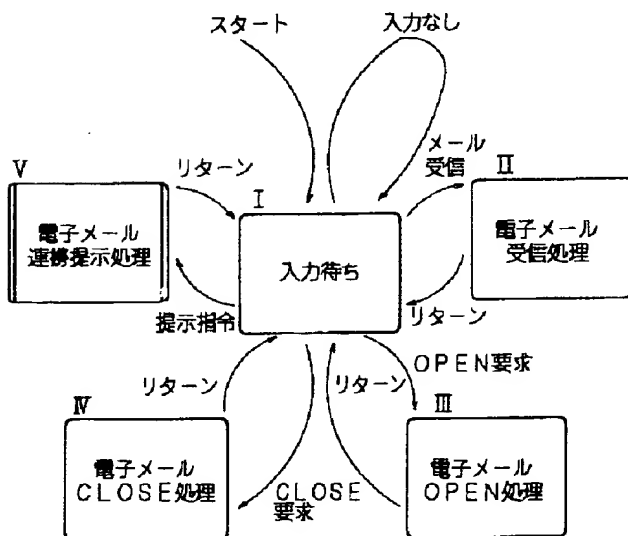 スタート
入力なし
メール
受信
Ⅴ
リターン
Ⅰ
Ⅱ
電子メール
連携提示処理
入力待ち
電子メール
受信処理
提示指令
リターン
OPEN要求
リターン
リターン
Ⅳ
Ⅲ
電子メール
CLOSE処理
CLOSE
要求
電子メール
OPEN処理